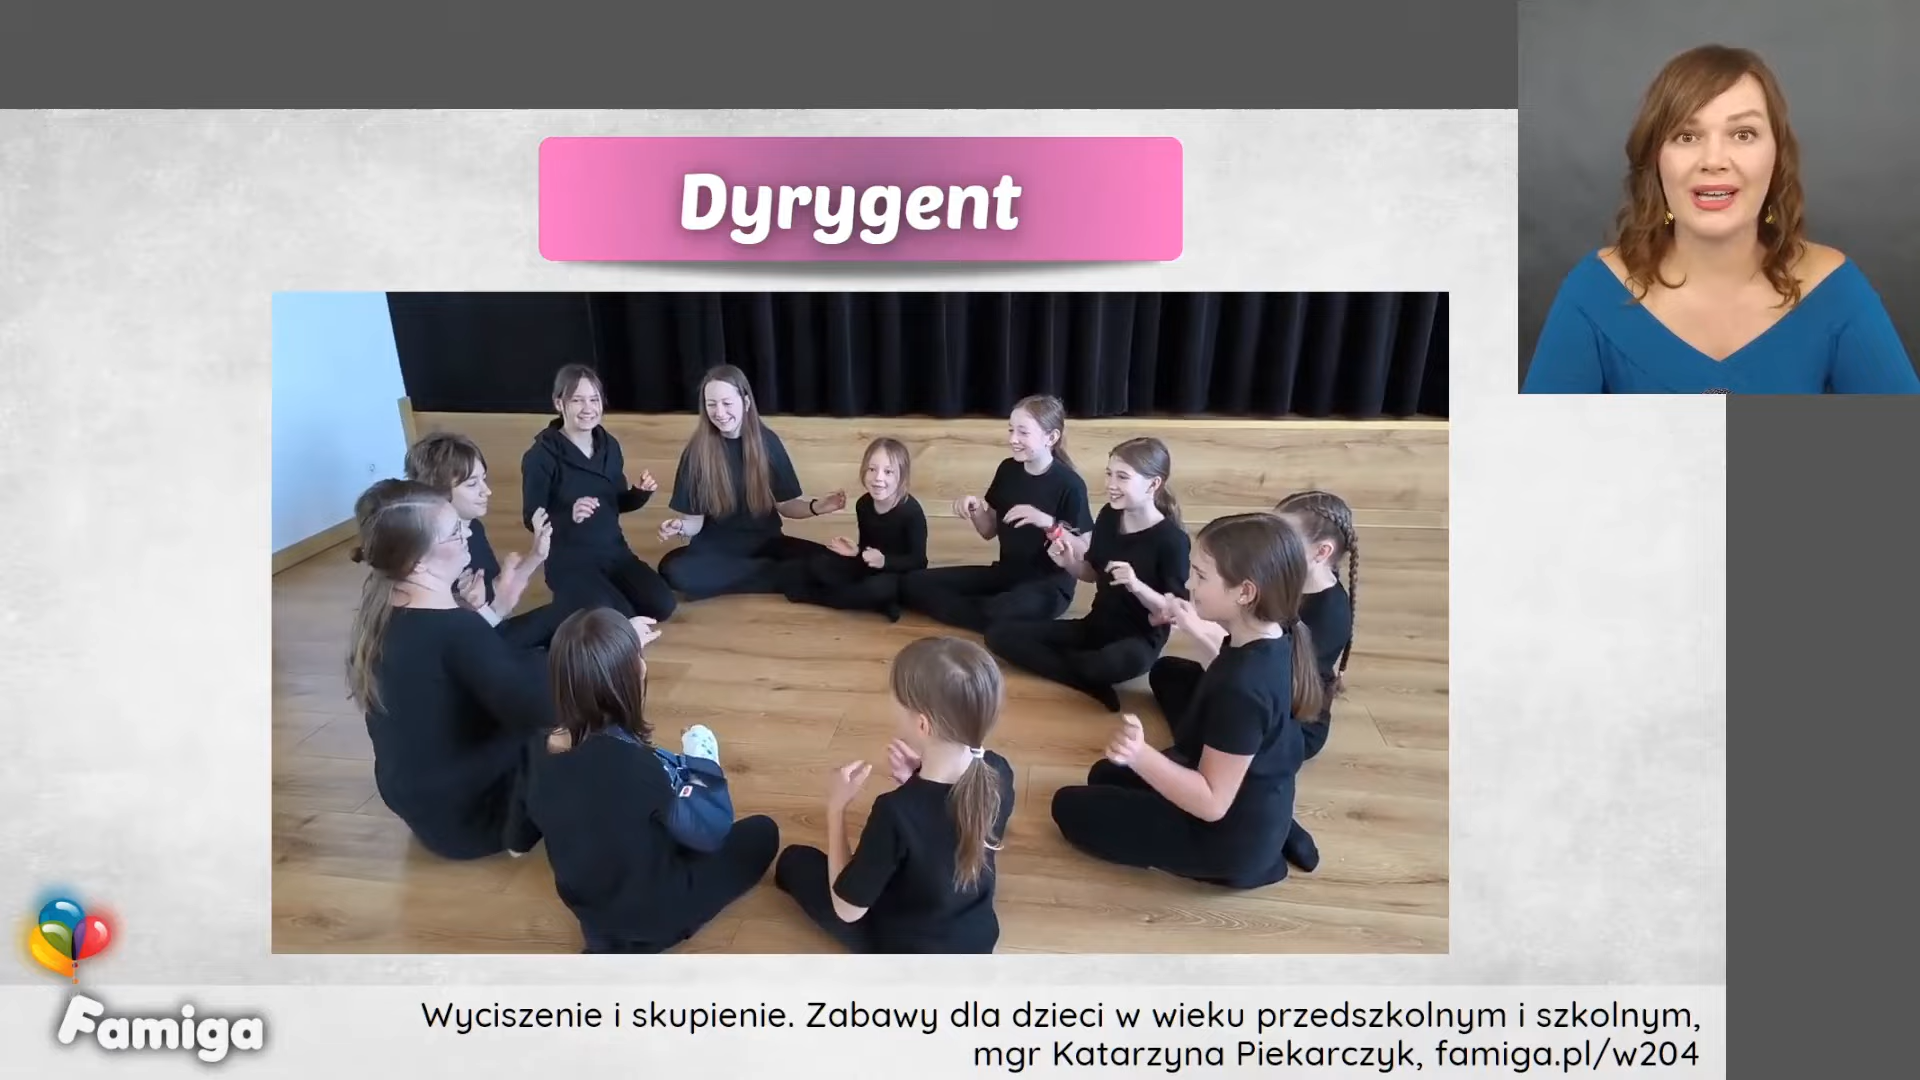 Dyrygent
Famiga
Wyciszenie i skupienie. Zabawy dla dzieci w wieku przedszkolnym i szkolnym,
mgr Katarzyna Piekarczyk, famiga.pl/w204